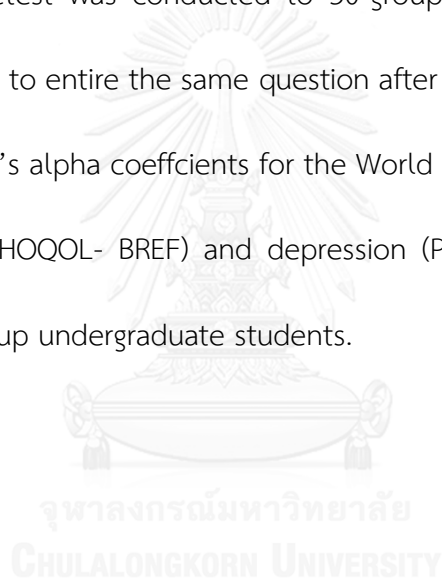 etest was conducted to 30 group
to entire the same question after
's alpha coeffcients for the World
HOQOL- BREF) and depression (P
up undergraduate students.
จุฬาลงกรณ์มหาวิทยาลัย
CHULALONGKORN UNIVERSITY